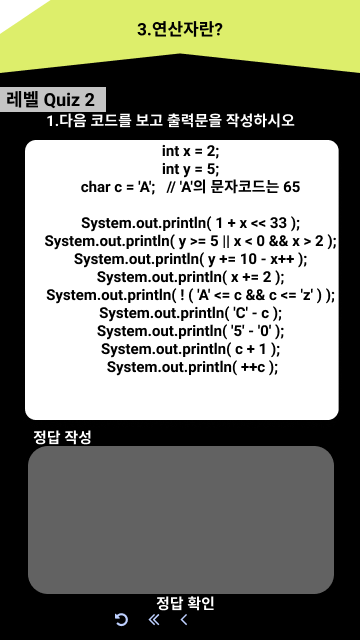 3.연산자란?
레벨 Quiz 2
1.다음 코드를 보고 출력문을 작성하시오
int x = 2;
int y = 5;
char c = 'A';   // 'A'의 문자코드는 65
System.out.println( 1 + x << 33 );
System.out.println( y >= 5 || x < 0 && x > 2 );
System.out.println( y += 10 - x++ );
System.out.println( x += 2 );
System.out.println( ! ( 'A' <= c && c <= 'z' ) );
System.out.println( 'C' - c );
System.out.println( '5' - '0' );
System.out.println( c + 1 );
System.out.println( ++c );
정답 작성
정답 확인